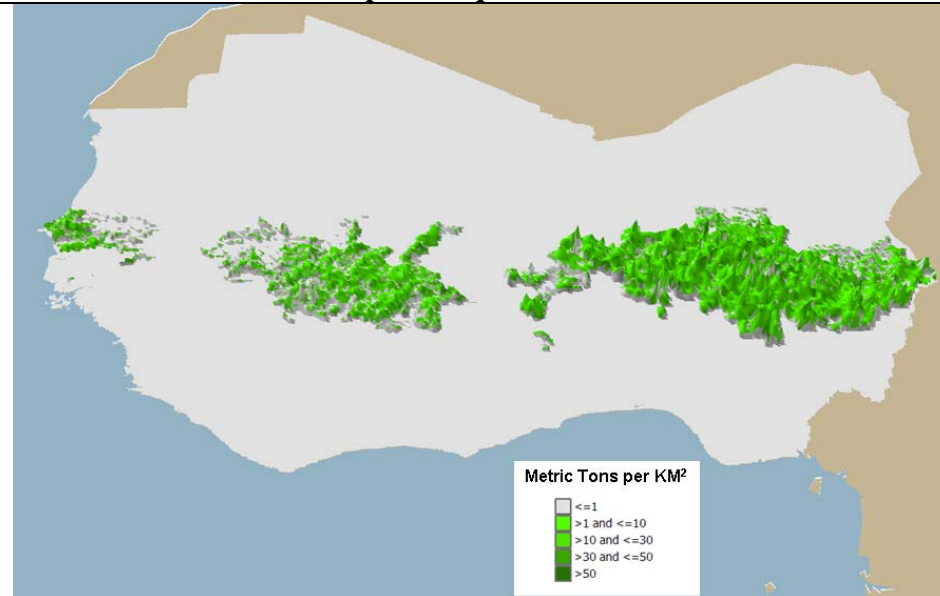 Metric Tons per KM²
<=1
>1 and <=10
>10 and <=30
>30 and <=50
>50